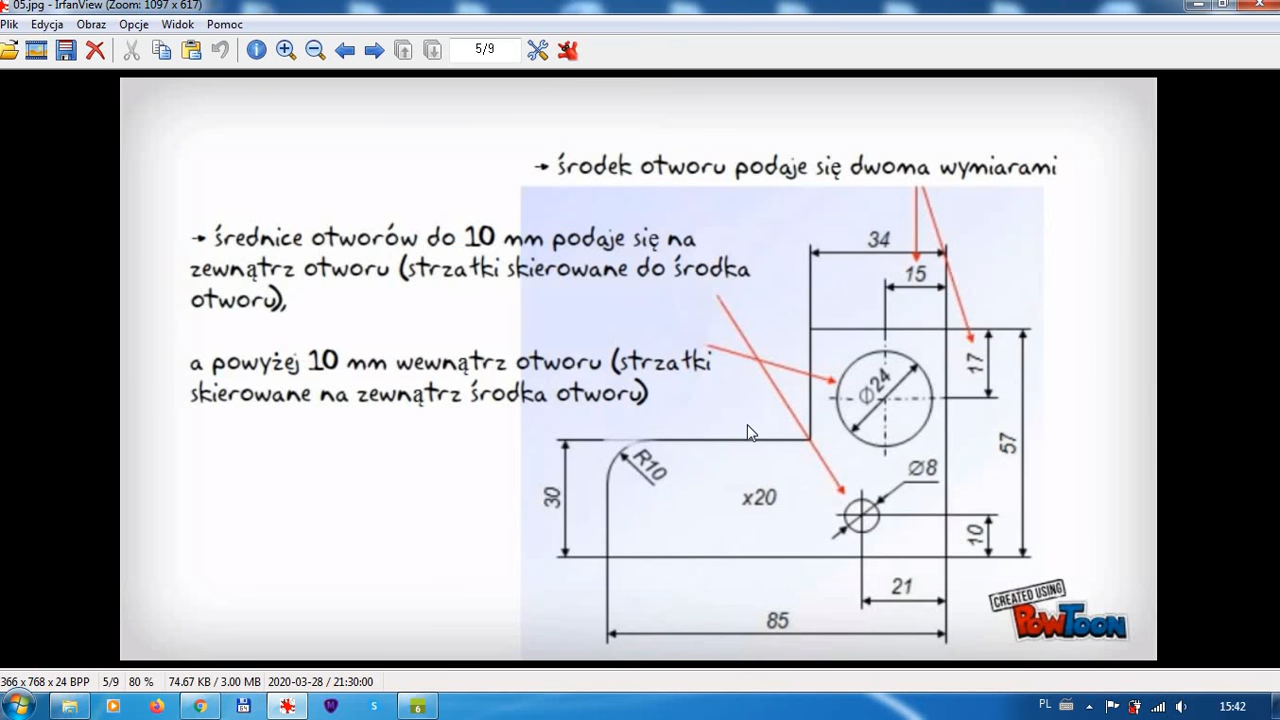 05.jpg - IrfanView (Zoom: 1097 x 617)
Plik Edycja Obraz Opcje Widok Pomoc
5/9
→ środek otworu podaje się dwoma wymiarami
→ średnice otworów do 10 mm podaje się na
zewnątrz otworu (strzałki skierowane do środka
otworu),
a powyżej 10 mm wewnątrz otworu (strzałki
skierowane na zewnątrz środka otworu)
34
15
17
Ø24
57
R10
Ø8
30
x20
10
21
85
CREATED USING
POWTOON
366 x 768 x 24 BPP 5/9 80 % 74.67 KB / 3.00 MB 2020-03-28 / 21:30:00
6
PL 15:42